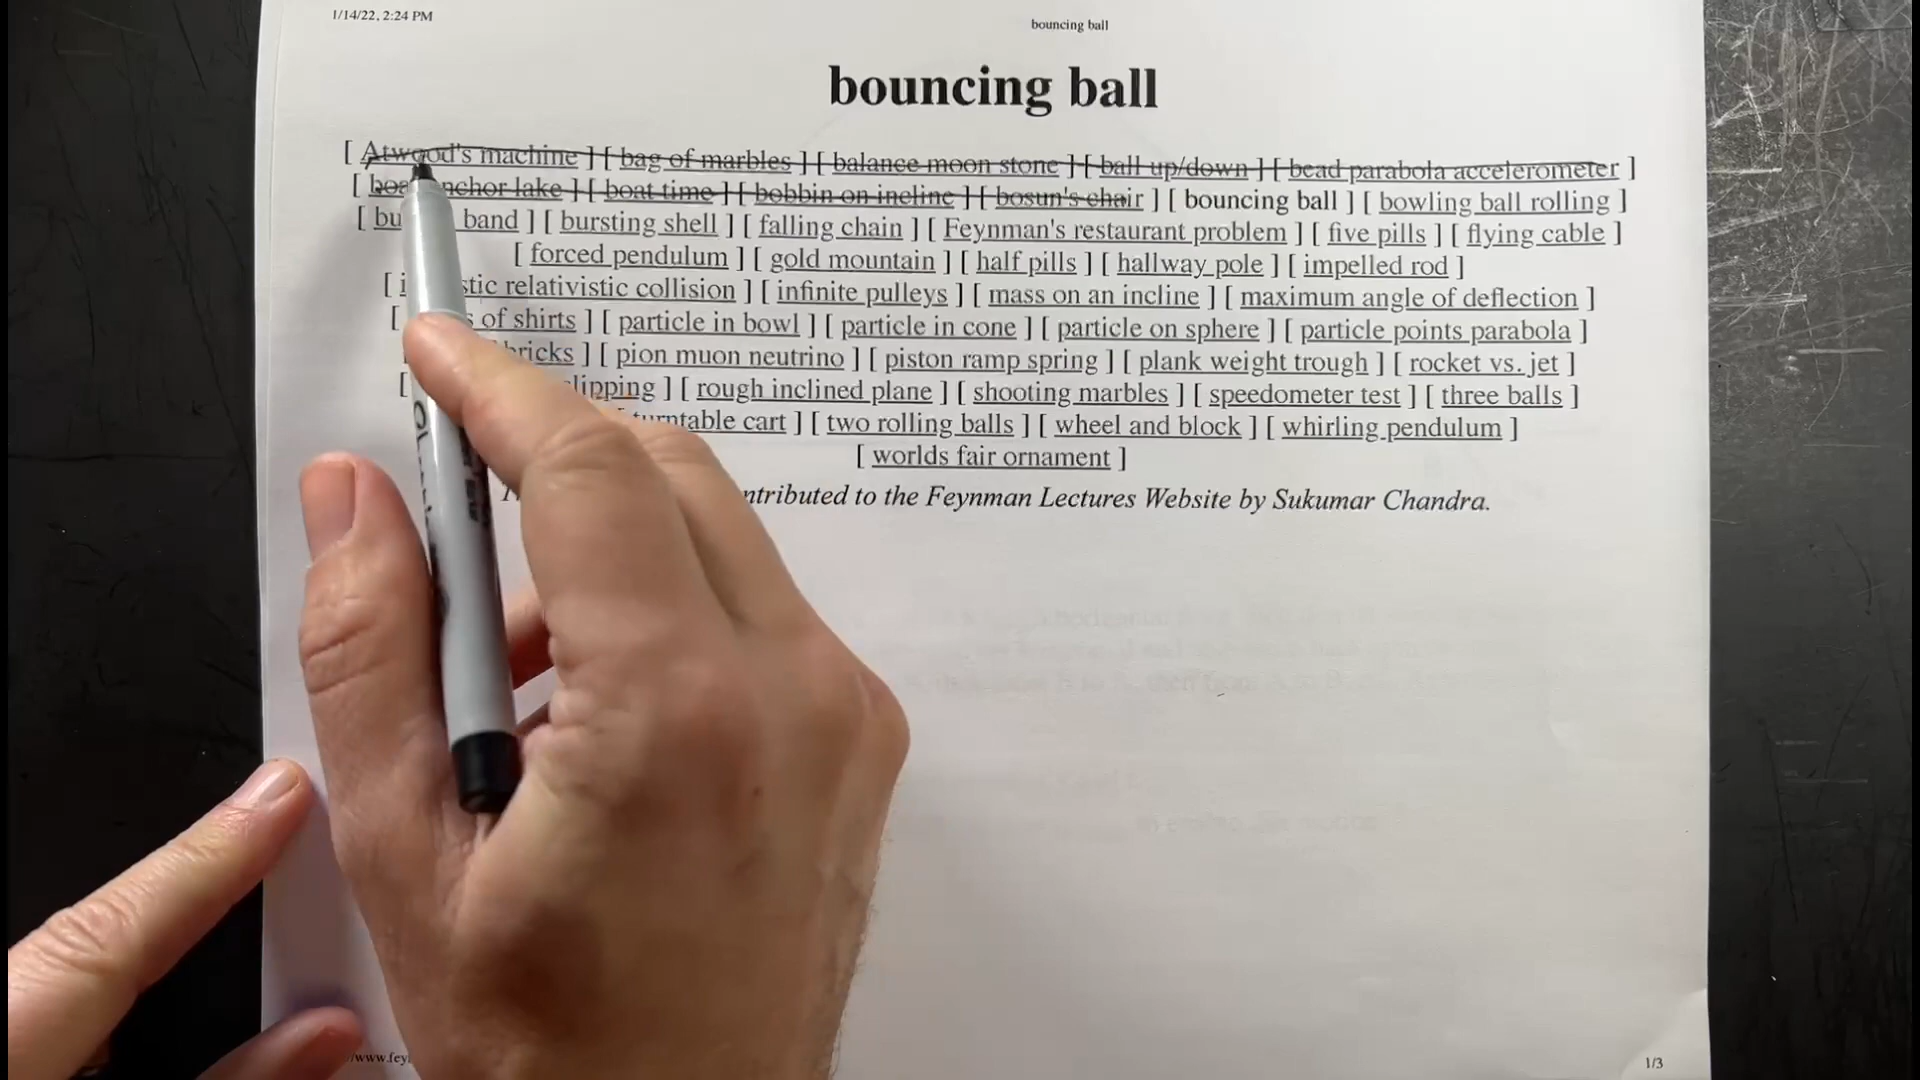 1/14/22, 2:24 PM
bouncing ball
bouncing ball
[ Atwood's machine ] [ bag of marbles ] [ balance moon stone ] [ ball up/down ] [ bead parabola accelerometer ]
[ lake ] [ boat time ] [ bobbin on incline ] [ bosun's chair ] [ bouncing ball ] [ bowling ball rolling ]
[ band ] [ bursting shell ] [ falling chain ] [ Feynman's restaurant problem ] [ five pills ] [ flying cable ]
[ forced pendulum ] [ gold mountain ] [ half pills ] [ hallway pole ] [ impelled rod ]
[ relativistic collision ] [ infinite pulleys ] [ mass on an incline ] [ maximum angle of deflection ]
[ of shirts ] [ particle in bowl ] [ particle in cone ] [ particle on sphere ] [ particle points parabola ]
bricks ] [ pion muon neutrino ] [ piston ramp spring ] [ plank weight trough ] [ rocket vs. jet ]
[ ] [ rough inclined plane ] [ shooting marbles ] [ speedometer test ] [ three balls ]
[ turntable cart ] [ two rolling balls ] [ wheel and block ] [ whirling pendulum ]
[ worlds fair ornament ]
to the Feynman Lectures Website by Sukumar Chandra.
1/3